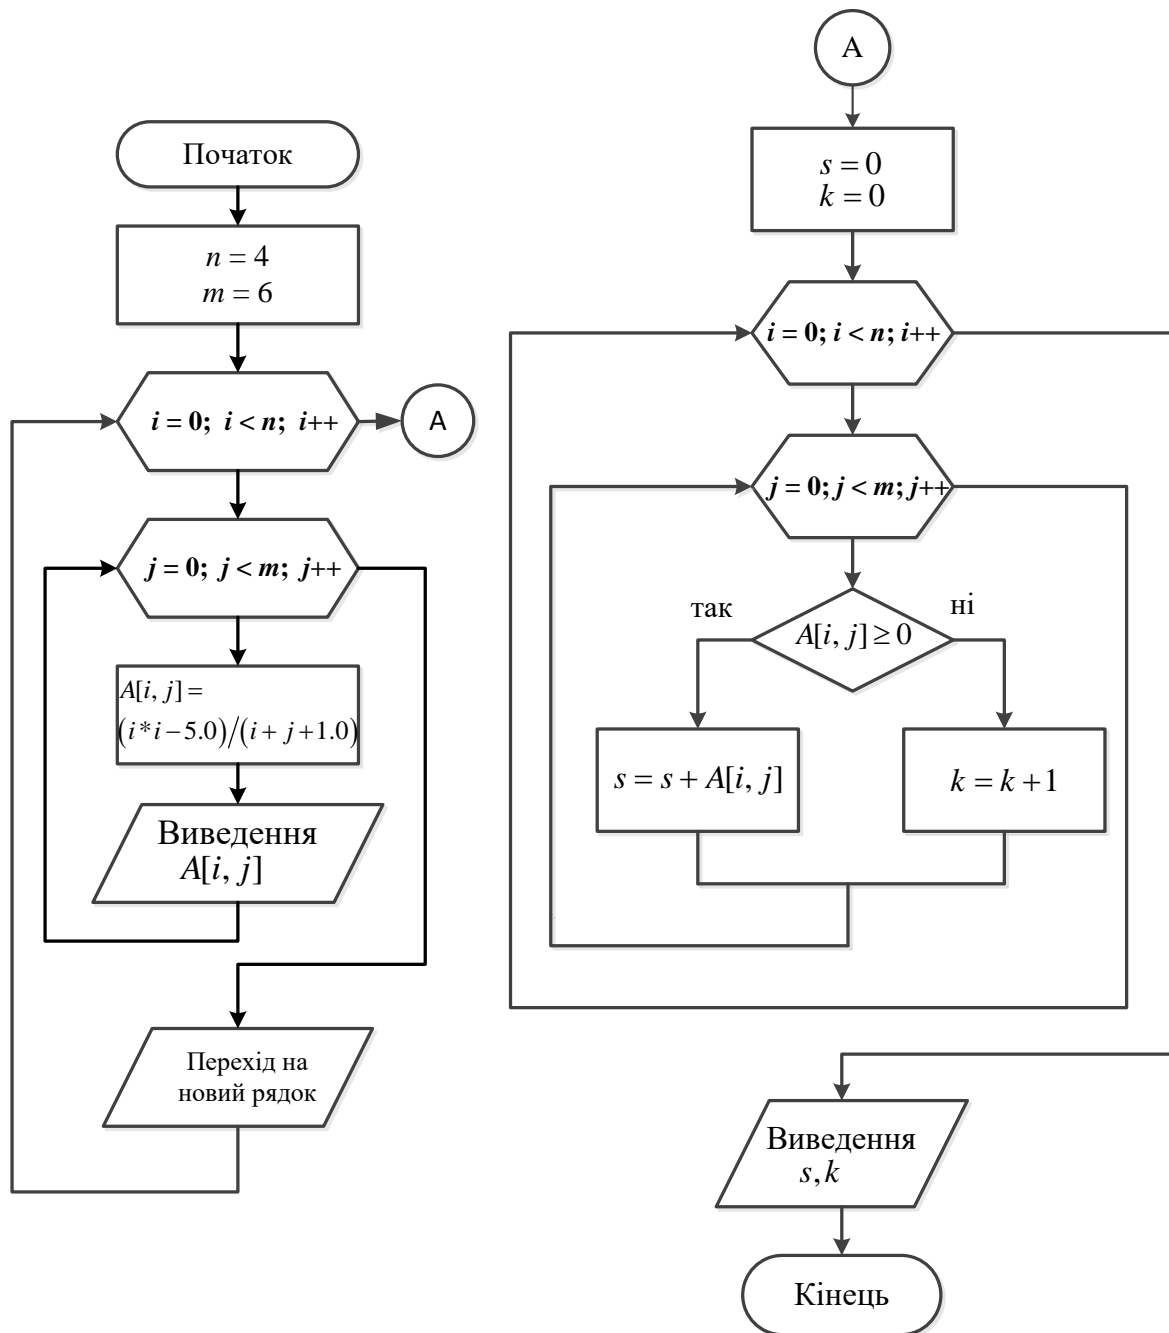 Початок
n = 4
m = 6
i = 0; i < n; i++
A
j = 0; j < m; j++
A[i, j] =
(i*i−5.0)/(i+ j+1.0)
Виведення
A[i, j]
Перехід на
новий рядок
A
s = 0
k = 0
i = 0; i < n; i++
j = 0; j < m; j++
так
ні
A[i, j] ≥ 0
s = s + A[i, j]
k = k +1
Виведення
s, k
Кінець